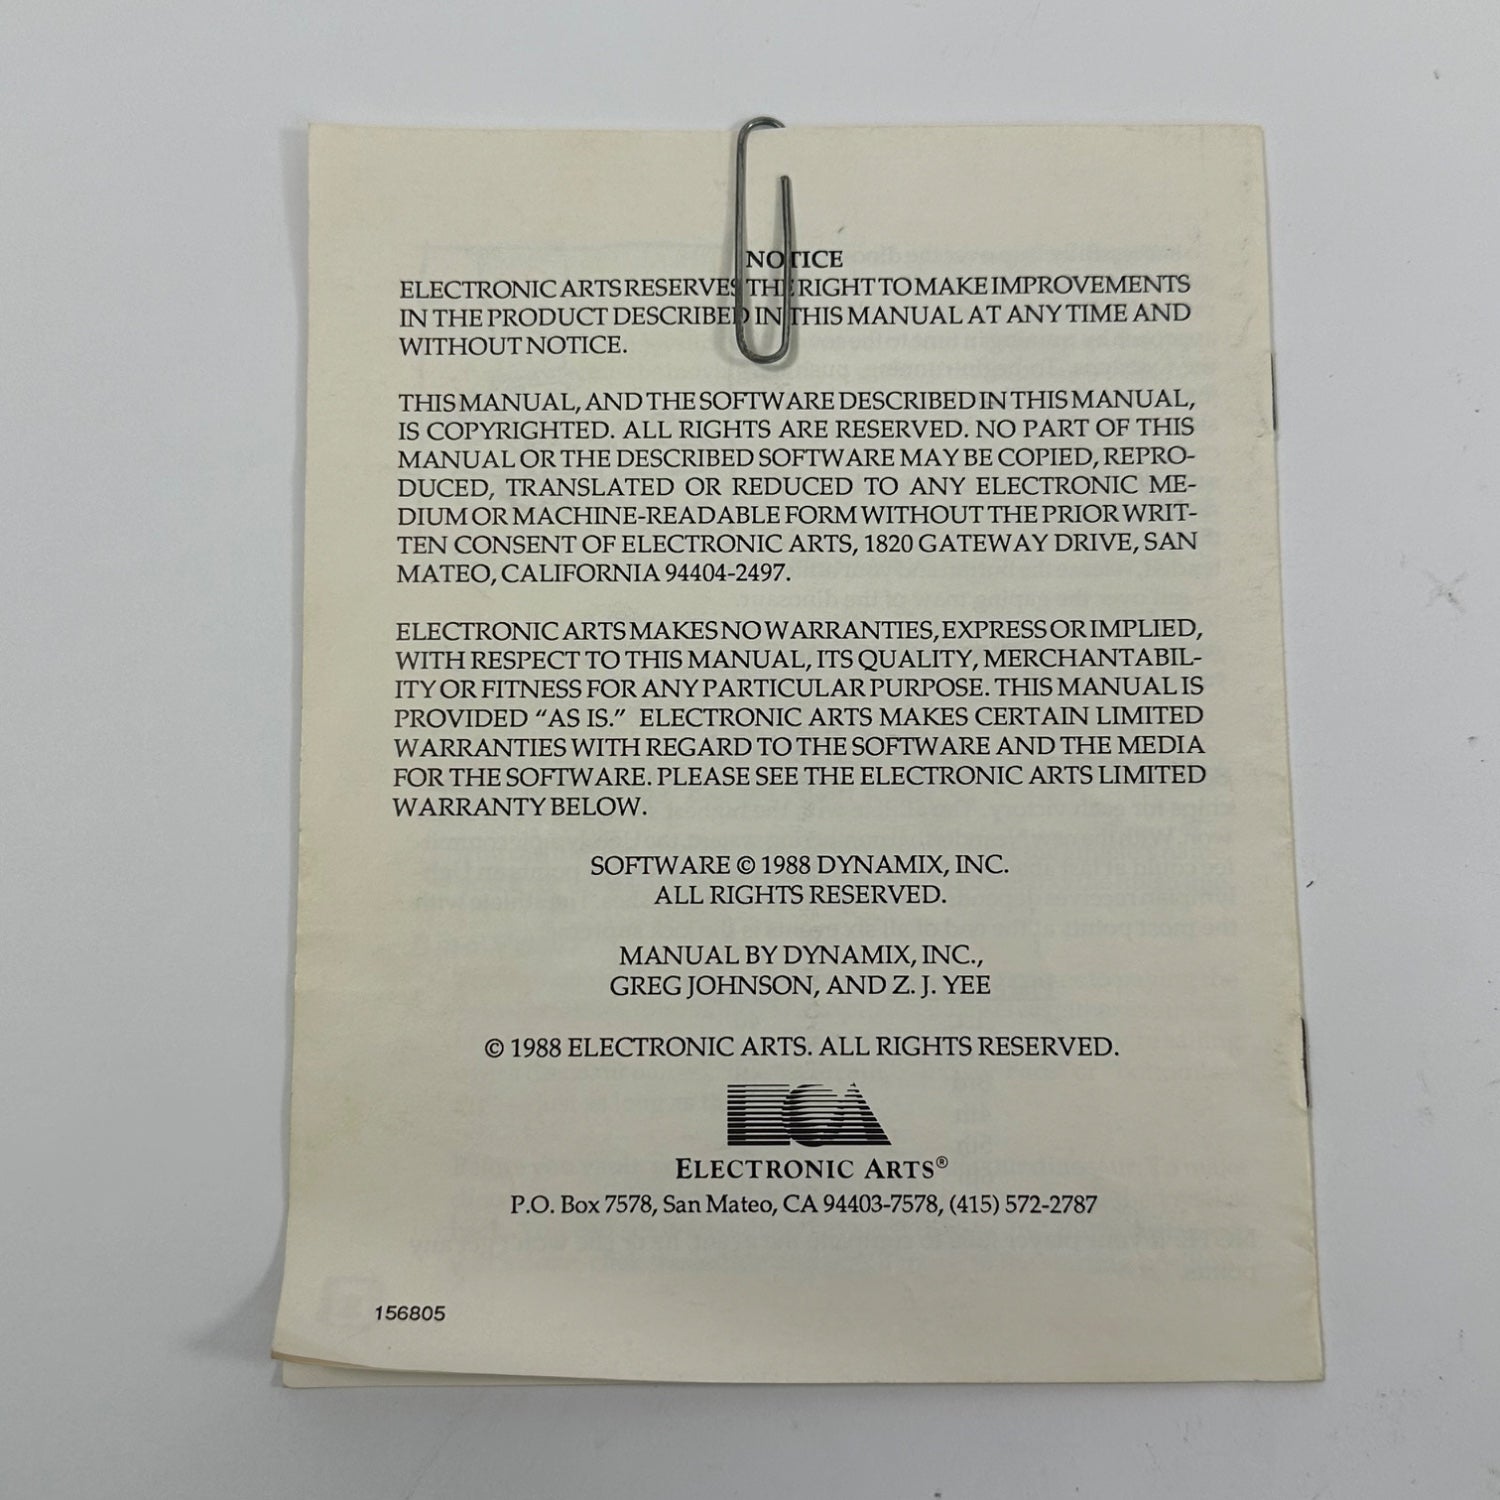 NOTICE
ELECTRONIC ARTS RESERVES THE RIGHT TO MAKE IMPROVEMENTS
IN THE PRODUCT DESCRIBED IN THIS MANUAL AT ANY TIME AND
WITHOUT NOTICE.
THIS MANUAL, AND THE SOFTWARE DESCRIBED IN THIS MANUAL,
IS COPYRIGHTED. ALL RIGHTS ARE RESERVED. NO PART OF THIS
MANUAL OR THE DESCRIBED SOFTWARE MAY BE COPIED, REPRO-
DUCED, TRANSLATED OR REDUCED TO ANY ELECTRONIC ME-
DIUM OR MACHINE-READABLE FORM WITHOUT THE PRIOR WRIT-
TEN CONSENT OF ELECTRONIC ARTS, 1820 GATEWAY DRIVE, SAN
MATEO, CALIFORNIA 94404-2497.
ELECTRONIC ARTS MAKES NO WARRANTIES, EXPRESS OR IMPLIED,
WITH RESPECT TO THIS MANUAL, ITS QUALITY, MERCHANTABIL-
ITY OR FITNESS FOR ANY PARTICULAR PURPOSE. THIS MANUAL IS
PROVIDED “AS IS.” ELECTRONIC ARTS MAKES CERTAIN LIMITED
WARRANTIES WITH REGARD TO THE SOFTWARE AND THE MEDIA
FOR THE SOFTWARE. PLEASE SEE THE ELECTRONIC ARTS LIMITED
WARRANTY BELOW.
SOFTWARE © 1988 DYNAMIX, INC.
ALL RIGHTS RESERVED.
MANUAL BY DYNAMIX, INC.,
GREG JOHNSON, AND Z. J. YEE
© 1988 ELECTRONIC ARTS. ALL RIGHTS RESERVED.
ECA
ELECTRONIC ARTS®
P.O. Box 7578, San Mateo, CA 94403-7578, (415) 572-2787
156805